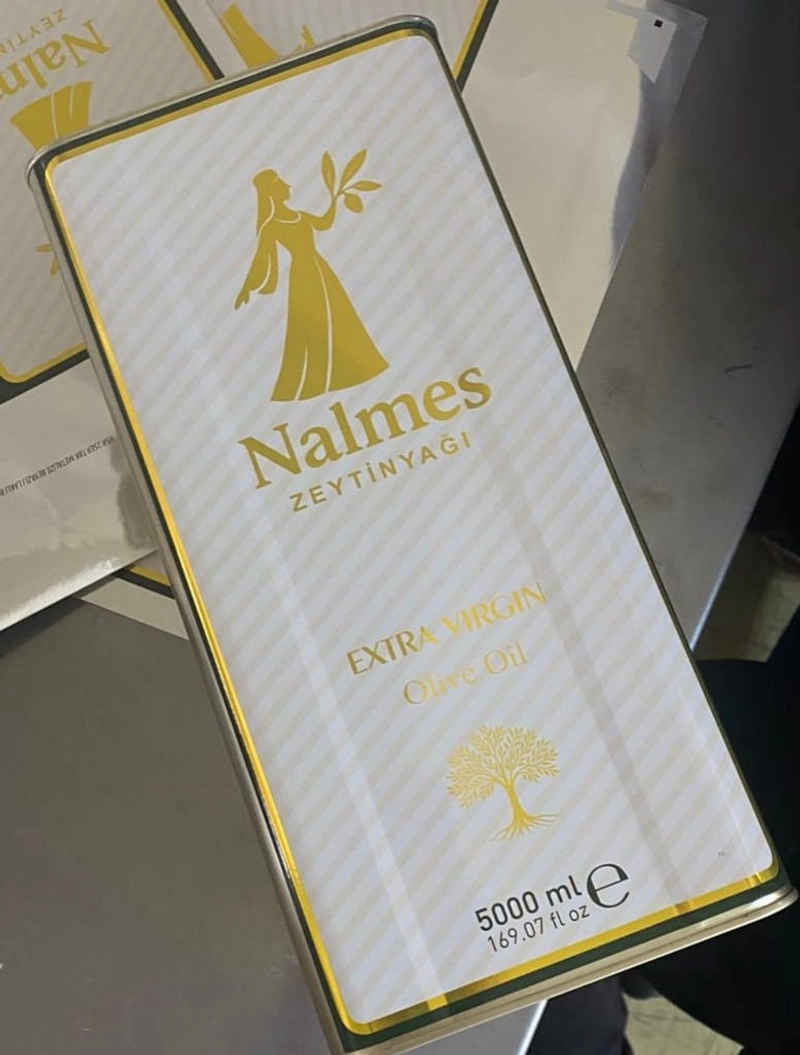 Nalmes
ZEYTİNYAĞI
EXTRA VIRGIN
Olive Oil
5000 ml e
169.07 fl oz